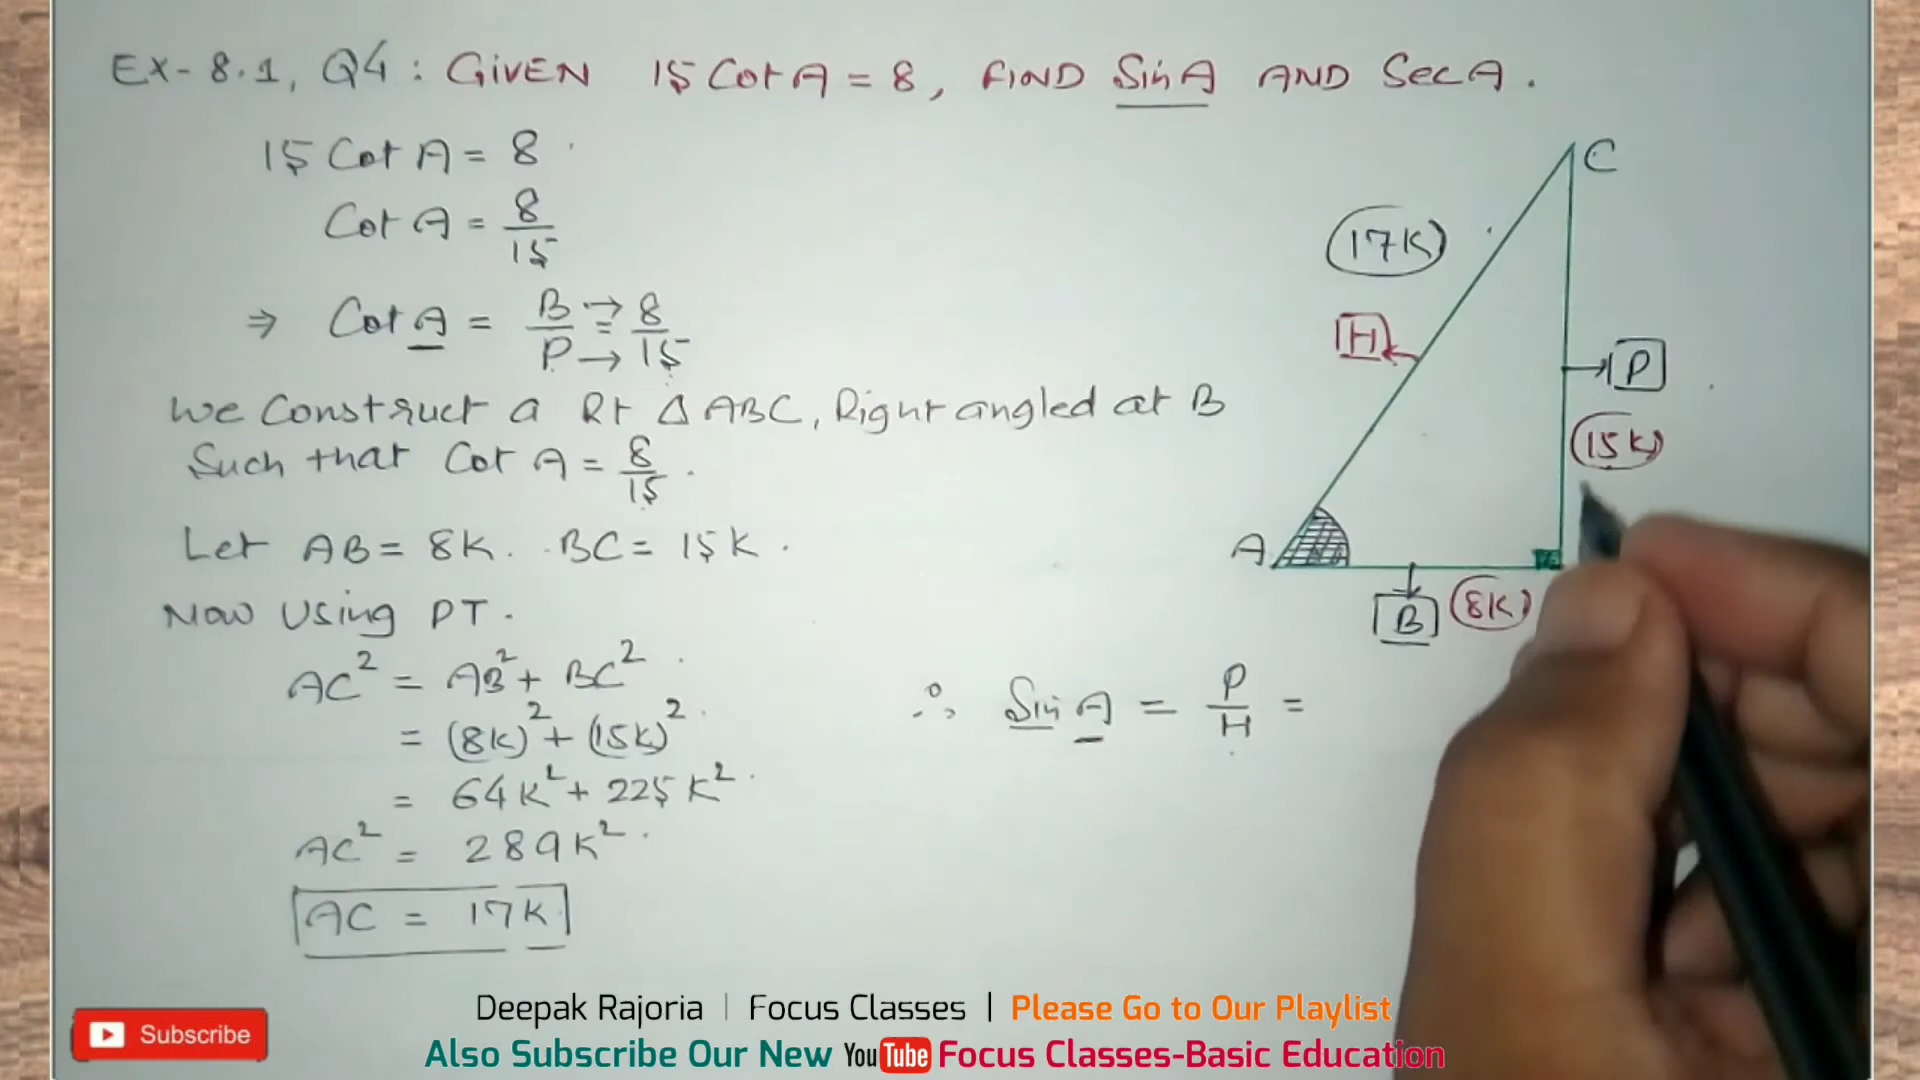 EX-8.1, Q4: GIVEN 15 Cot A = 8, FIND Sin A AND Sec A.
15 Cot A = 8
Cot A = 8/15
⇒ Cot A = B/P → = → 8/15
We Construct a Rt Δ ABC, Right angled at B
Such that Cot A = 8/15.
Let AB = 8K. BC = 15K.
Now Using PT.
AC² = AB² + BC²
= (8K)² + (15K)²
= 64K² + 225K²
AC² = 289K²
AC = 17K
C
17K
H
P
15K
A
B 8K
∴ Sin A = P/H =
Subscribe
Deepak Rajoria | Focus Classes | Please Go to Our Playlist
Also Subscribe Our New YouTube Focus Classes-Basic Education